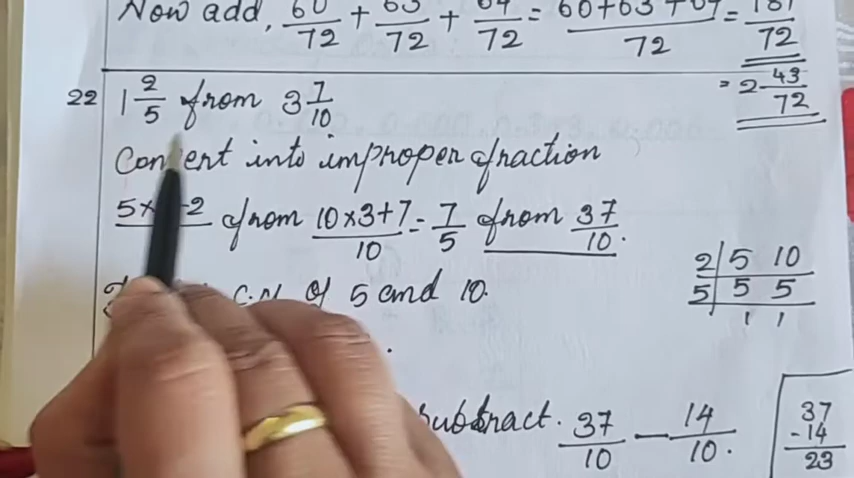 Now add, 60/72 + 63/72 + 64/72 = 60+63+64/72 = 187/72
= 2 43/72
22 1 2/5 from 3 7/10
Convert into improper fraction
5× 2 from 10×3+7/10 = 7/5 from 37/10.
C.M of 5 and 10.
2 | 5 10
5 | 5 5
1 1
subtract. 37/10 — 14/10.
37
-14
23